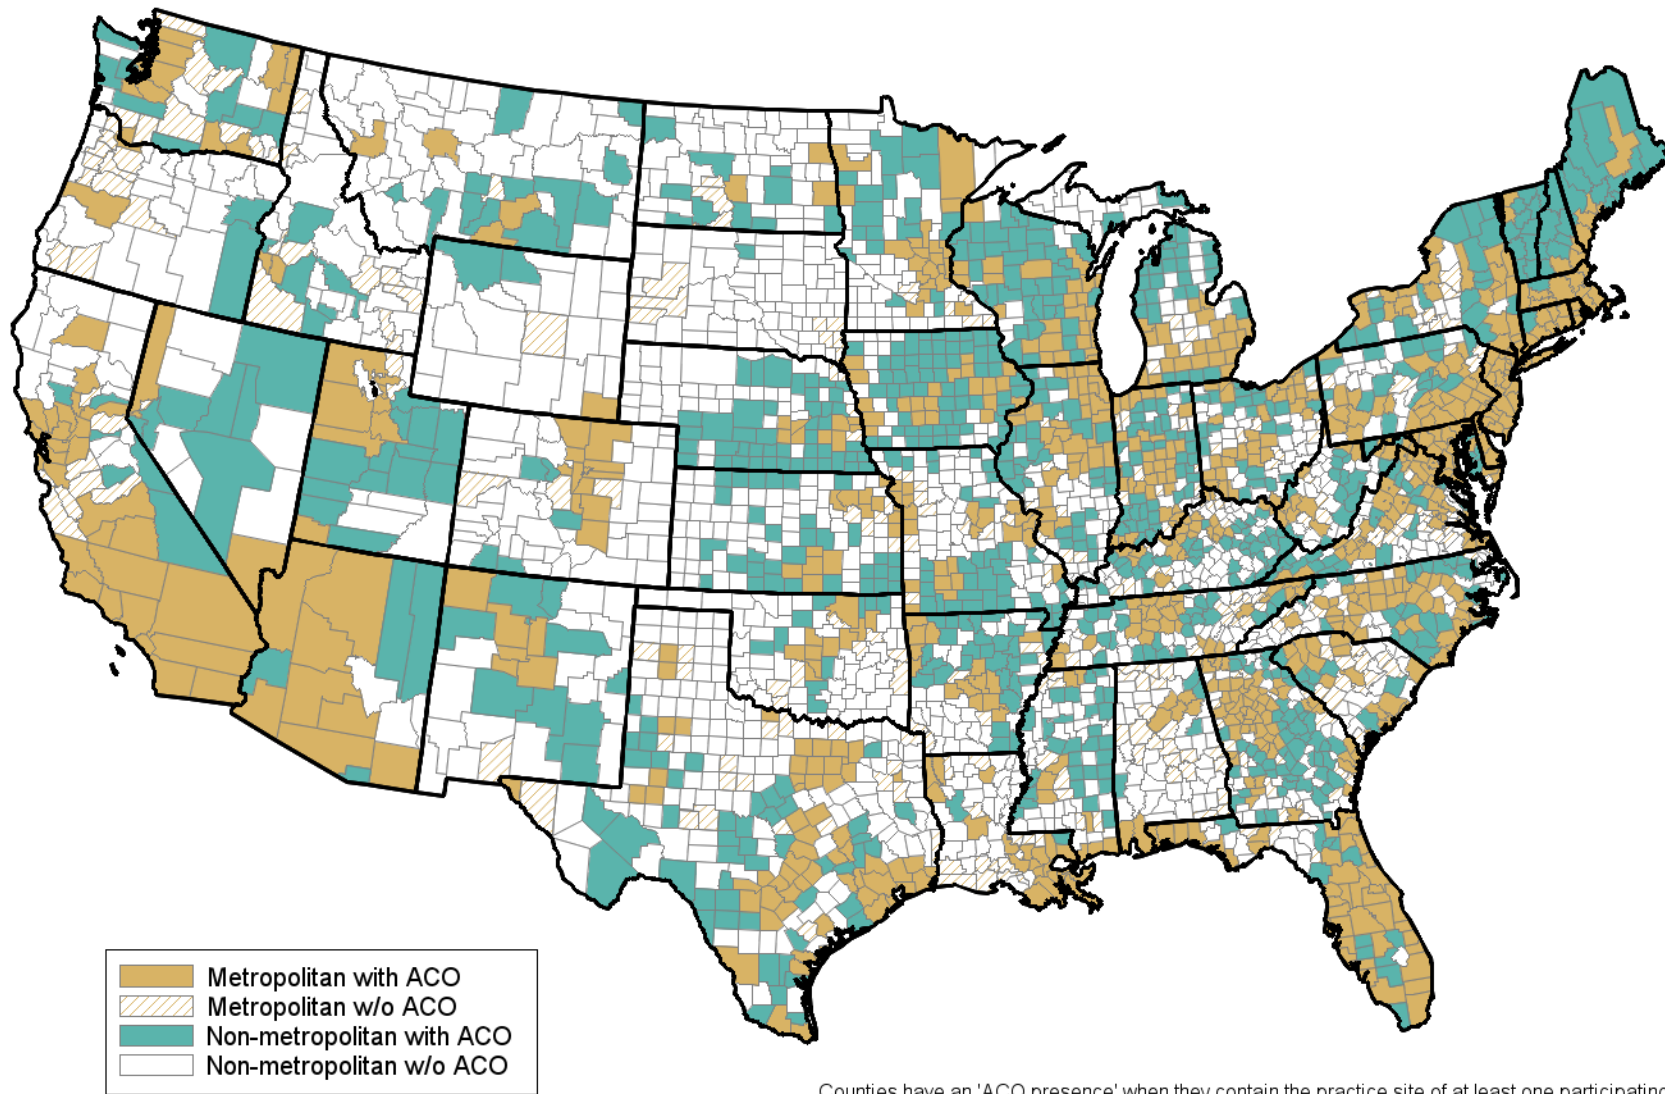 Metropolitan with ACO
Metropolitan w/o ACO
Non-metropolitan with ACO
Non-metropolitan w/o ACO
Counties have an 'ACO presence' when they contain the practice site of at least one participating